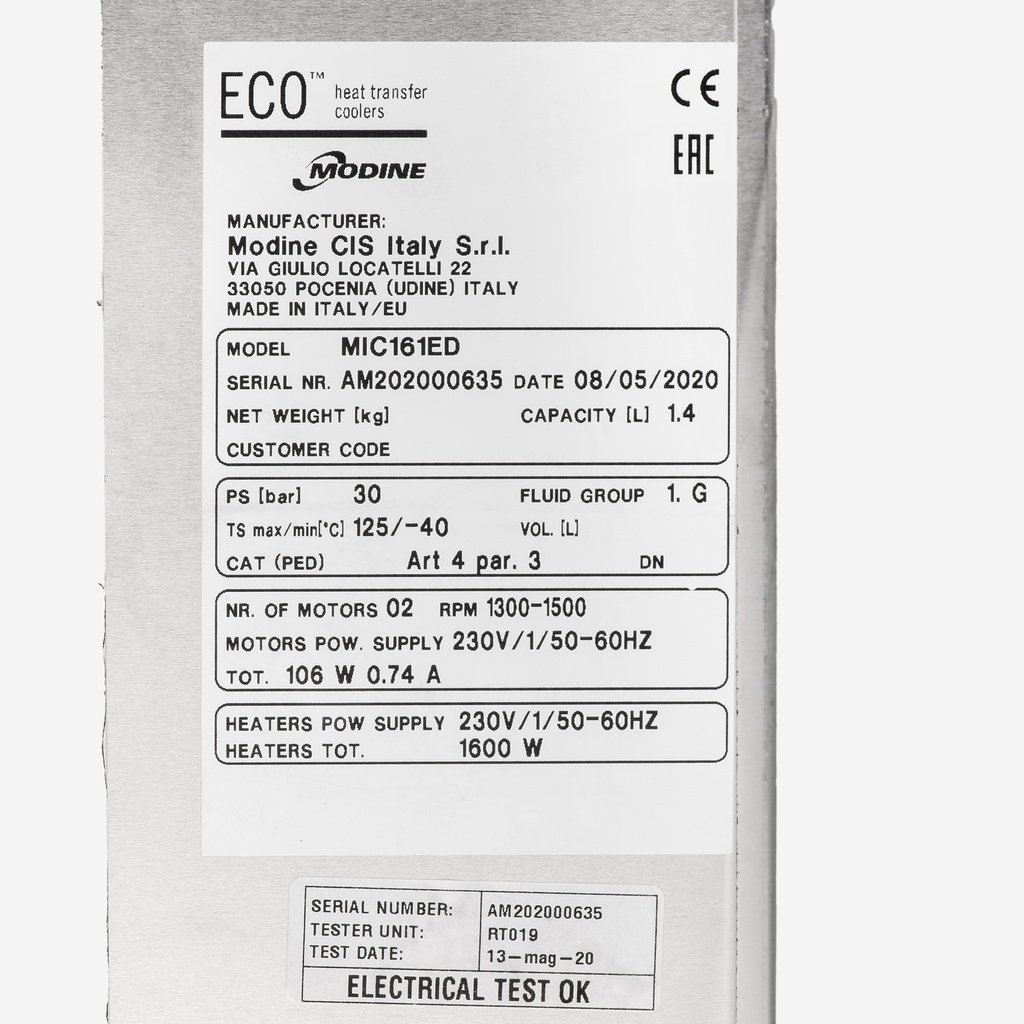 ECO™ heat transfer coolers
CE
MODINE
EAC
MANUFACTURER:
Modine CIS Italy S.r.l.
VIA GIULIO LOCATELLI 22
33050 POCENIA (UDINE) ITALY
MADE IN ITALY/EU
MODEL MIC161ED
SERIAL NR. AM202000635 DATE 08/05/2020
NET WEIGHT [kg] CAPACITY [L] 1.4
CUSTOMER CODE
PS [bar] 30 FLUID GROUP 1. G
TS max/min[°C] 125/-40 VOL. [L]
CAT (PED) Art 4 par. 3 DN
NR. OF MOTORS 02 RPM 1300-1500
MOTORS POW. SUPPLY 230V/1/50-60HZ
TOT. 106 W 0.74 A
HEATERS POW SUPPLY 230V/1/50-60HZ
HEATERS TOT. 1600 W
SERIAL NUMBER: AM202000635
TESTER UNIT: RT019
TEST DATE: 13-mag-20
ELECTRICAL TEST OK